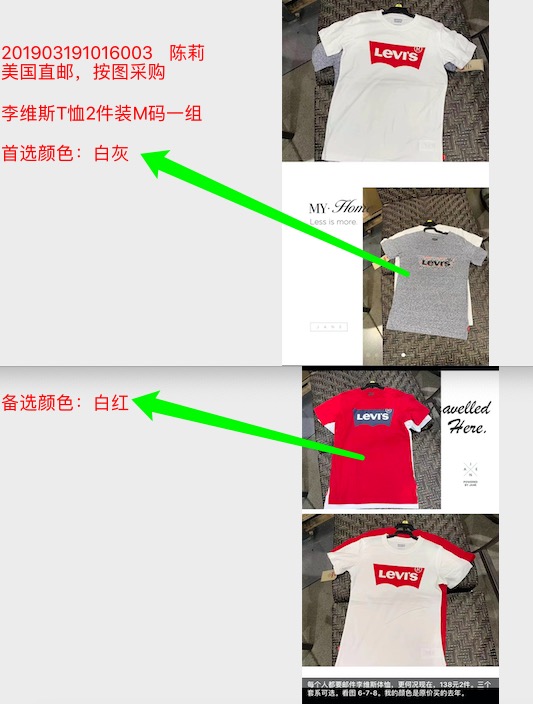 201903191016003 陈莉
美国直邮，按图采购
李维斯T恤2件装M码一组
首选颜色：白灰
Levi's
MY·Home
Less is more
Levi's
备选颜色：白红
Levi's
avelled
Here.
Levi's
每个人都要邮件李维斯体恤，更何况现在，138元2件。三个
套系可选，看图 6-7-8。我的颜色是原价买的去年。